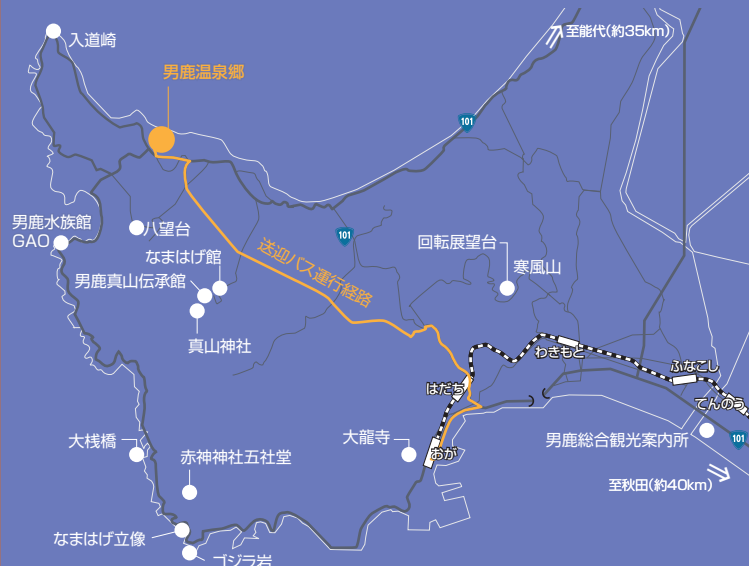 入道崎
至能代(約35km)
男鹿温泉郷
101
男鹿水族館
GAO
八望台
101
なまはげ館
男鹿真山伝承館
真山神社
送迎バス運行経路
回転展望台
寒風山
わきもと
ふなこし
てんのう
はだち
おが
大龍寺
男鹿総合観光案内所
101
至秋田(約40km)
大桟橋
赤神神社五社堂
なまはげ立像
ゴジラ岩